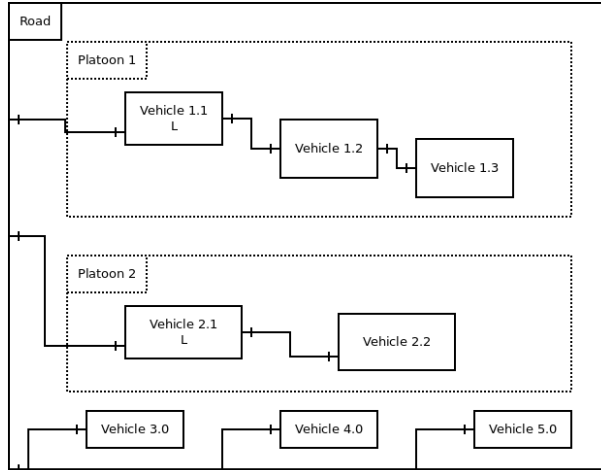 Road
Platoon 1
Vehicle 1.1
L
Vehicle 1.2
Vehicle 1.3
Platoon 2
Vehicle 2.1
L
Vehicle 2.2
Vehicle 3.0
Vehicle 4.0
Vehicle 5.0